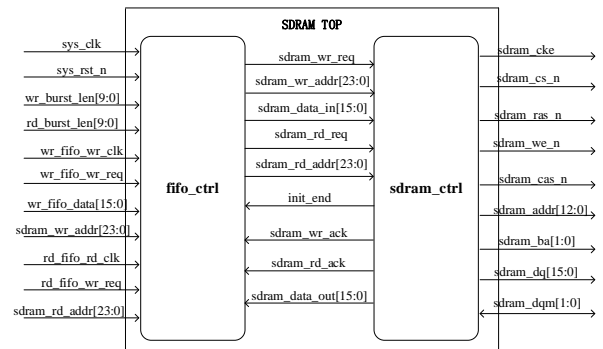 SDRAM TOP
sys_clk
sys_rst_n
wr_burst_len[9:0]
rd_burst_len[9:0]
wr_fifo_wr_clk
wr_fifo_wr_req
wr_fifo_data[15:0]
sdram_wr_addr[23:0]
rd_fifo_rd_clk
rd_fifo_wr_req
sdram_rd_addr[23:0]
fifo_ctrl
sdram_wr_req
sdram_wr_addr[23:0]
sdram_data_in[15:0]
sdram_rd_req
sdram_rd_addr[23:0]
init_end
sdram_wr_ack
sdram_rd_ack
sdram_data_out[15:0]
sdram_ctrl
sdram_cke
sdram_cs_n
sdram_ras_n
sdram_we_n
sdram_cas_n
sdram_addr[12:0]
sdram_ba[1:0]
sdram_dq[15:0]
sdram_dqm[1:0]